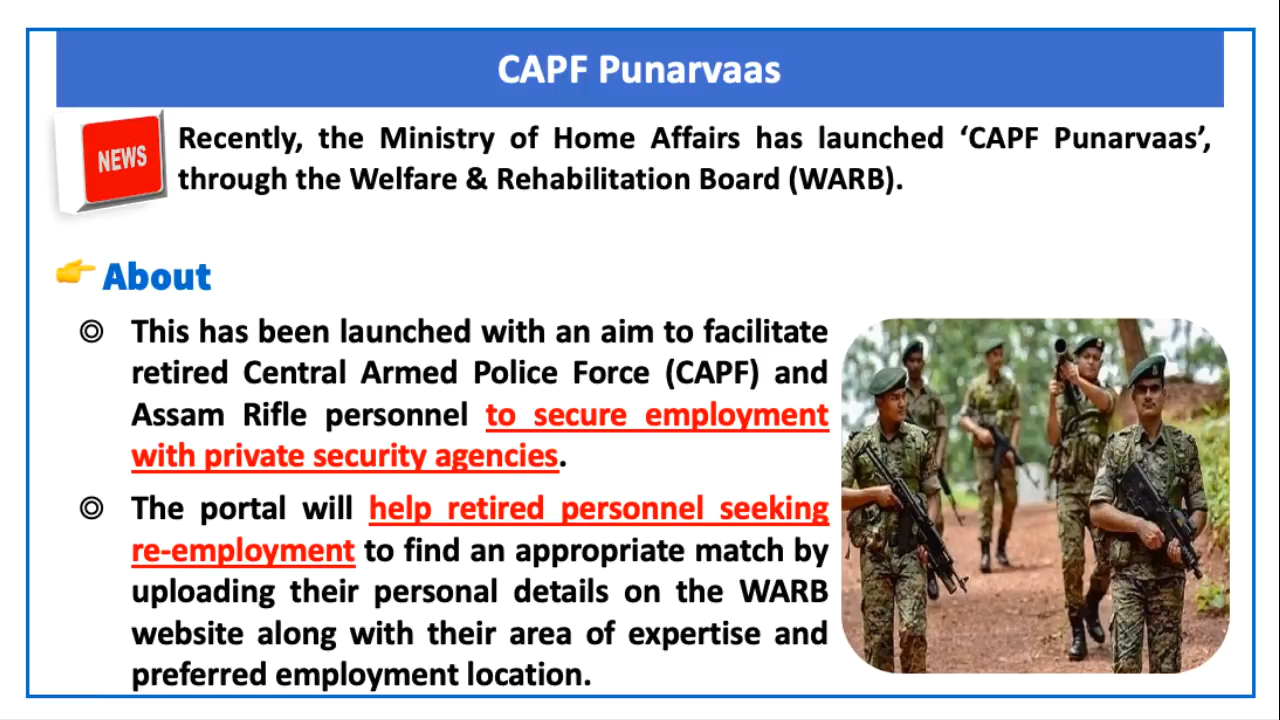 CAPF Punarvaas
NEWS
Recently, the Ministry of Home Affairs has launched ‘CAPF Punarvaas’,
through the Welfare & Rehabilitation Board (WARB).
About
This has been launched with an aim to facilitate
retired Central Armed Police Force (CAPF) and
Assam Rifle personnel to secure employment
with private security agencies.
The portal will help retired personnel seeking
re-employment to find an appropriate match by
uploading their personal details on the WARB
website along with their area of expertise and
preferred employment location.